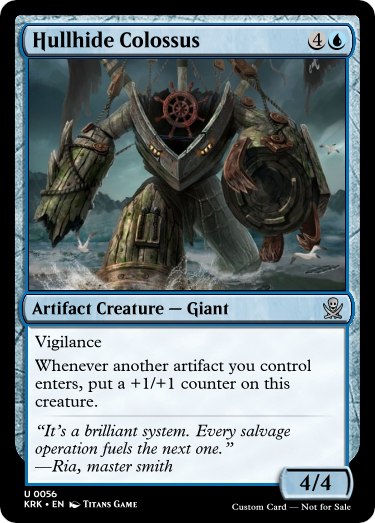 Hullhide Colossus 4
Artifact Creature — Giant
Vigilance
Whenever another artifact you control
enters, put a +1/+1 counter on this
creature.
“It’s a brilliant system. Every salvage
operation fuels the next one.”
—Ria, master smith
4/4
U 0056
KRK • EN Titans Game
Custom Card — Not for Sale